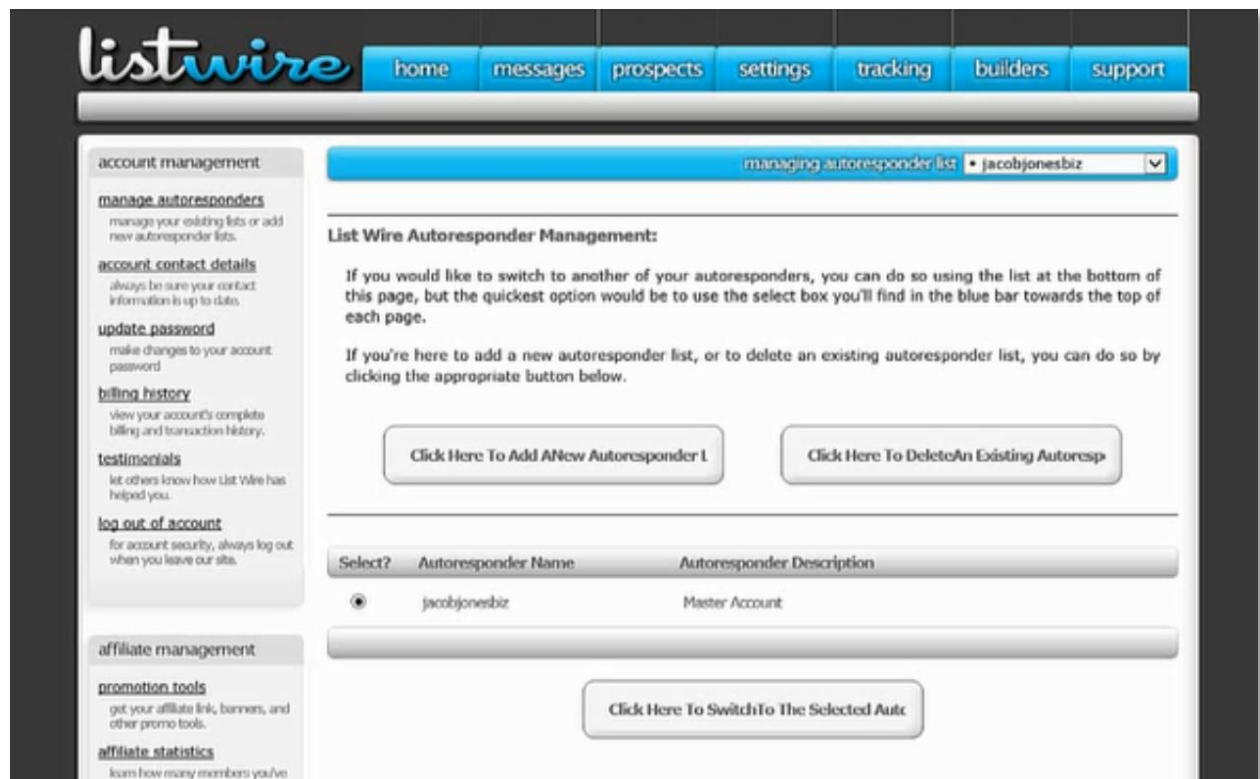 listwire
home messages prospects settings tracking builders support
managing autoresponder list • jacobjonesbiz
account management
manage autoresponders
manage your existing lists or add
new autoresponder lists.
account contact details
always be sure your contact
information is up to date.
update password
make changes to your account
password
billing history
view your account's complete
billing and transaction history.
testimonials
let others know how List Wire has
helped you.
log out of account
for account security, always log out
when you leave our site.
affiliate management
promotion tools
get your affiliate link, banners, and
other promo tools.
affiliate statistics
learn how many members you've
List Wire Autoresponder Management:
If you would like to switch to another of your autoresponders, you can do so using the list at the bottom of
this page, but the quickest option would be to use the select box you'll find in the blue bar towards the top of
each page.
If you're here to add a new autoresponder list, or to delete an existing autoresponder list, you can do so by
clicking the appropriate button below.
Click Here To Add ANew Autoresponder L
Click Here To DeleteAn Existing Autoresp
Select? Autoresponder Name Autoresponder Description
jacobjonesbiz Master Account
Click Here To SwitchTo The Selected Auto